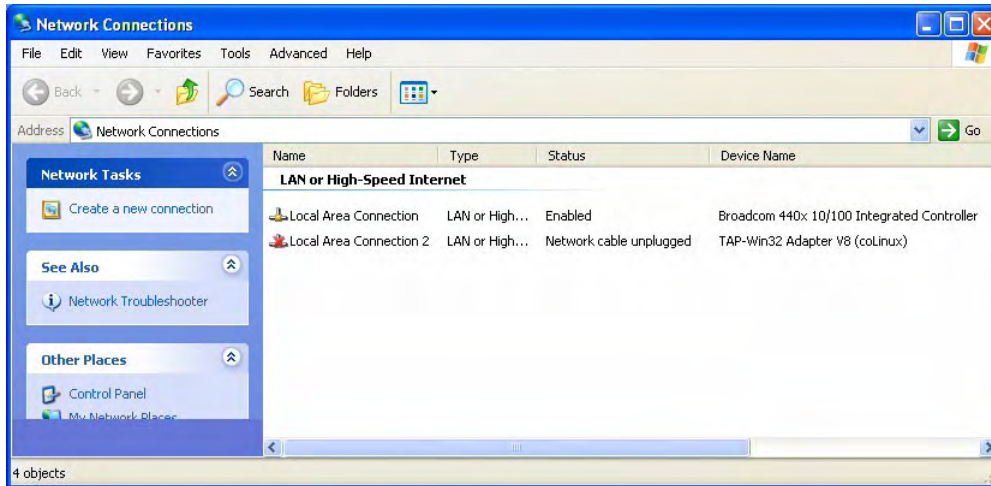 Network Connections
File Edit View Favorites Tools Advanced Help
Back Search Folders
Address Network Connections Go
Network Tasks
Create a new connection
See Also
Network Troubleshooter
Other Places
Control Panel
My Network Places
Name Type Status Device Name
LAN or High-Speed Internet
Local Area Connection LAN or High... Enabled Broadcom 440x 10/100 Integrated Controller
Local Area Connection 2 LAN or High... Network cable unplugged TAP-Win32 Adapter V8 (coLinux)
4 objects